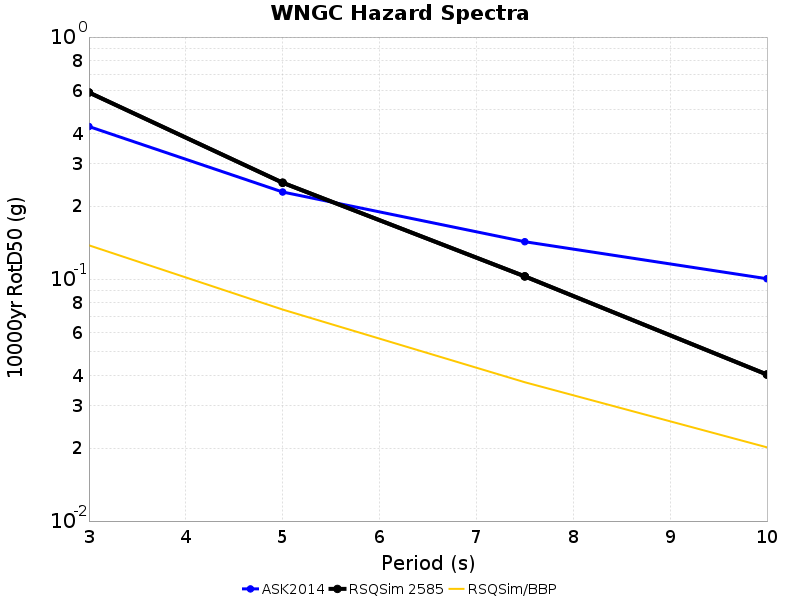 WNGC Hazard Spectra
10^0
8
6
4
3
2
10^-1
8
6
4
3
2
10^-2
10000yr RotD50 (g)
3 4 5 6 7 8 9 10
Period (s)
ASK2014 RSQSim 2585 RSQSim/BBP